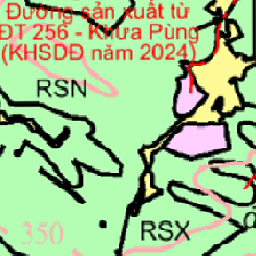 Đường sản xuất từ
ĐT 256 - Khưa Pùng
(KHSDĐ năm 2024)
RSN
RSX
350